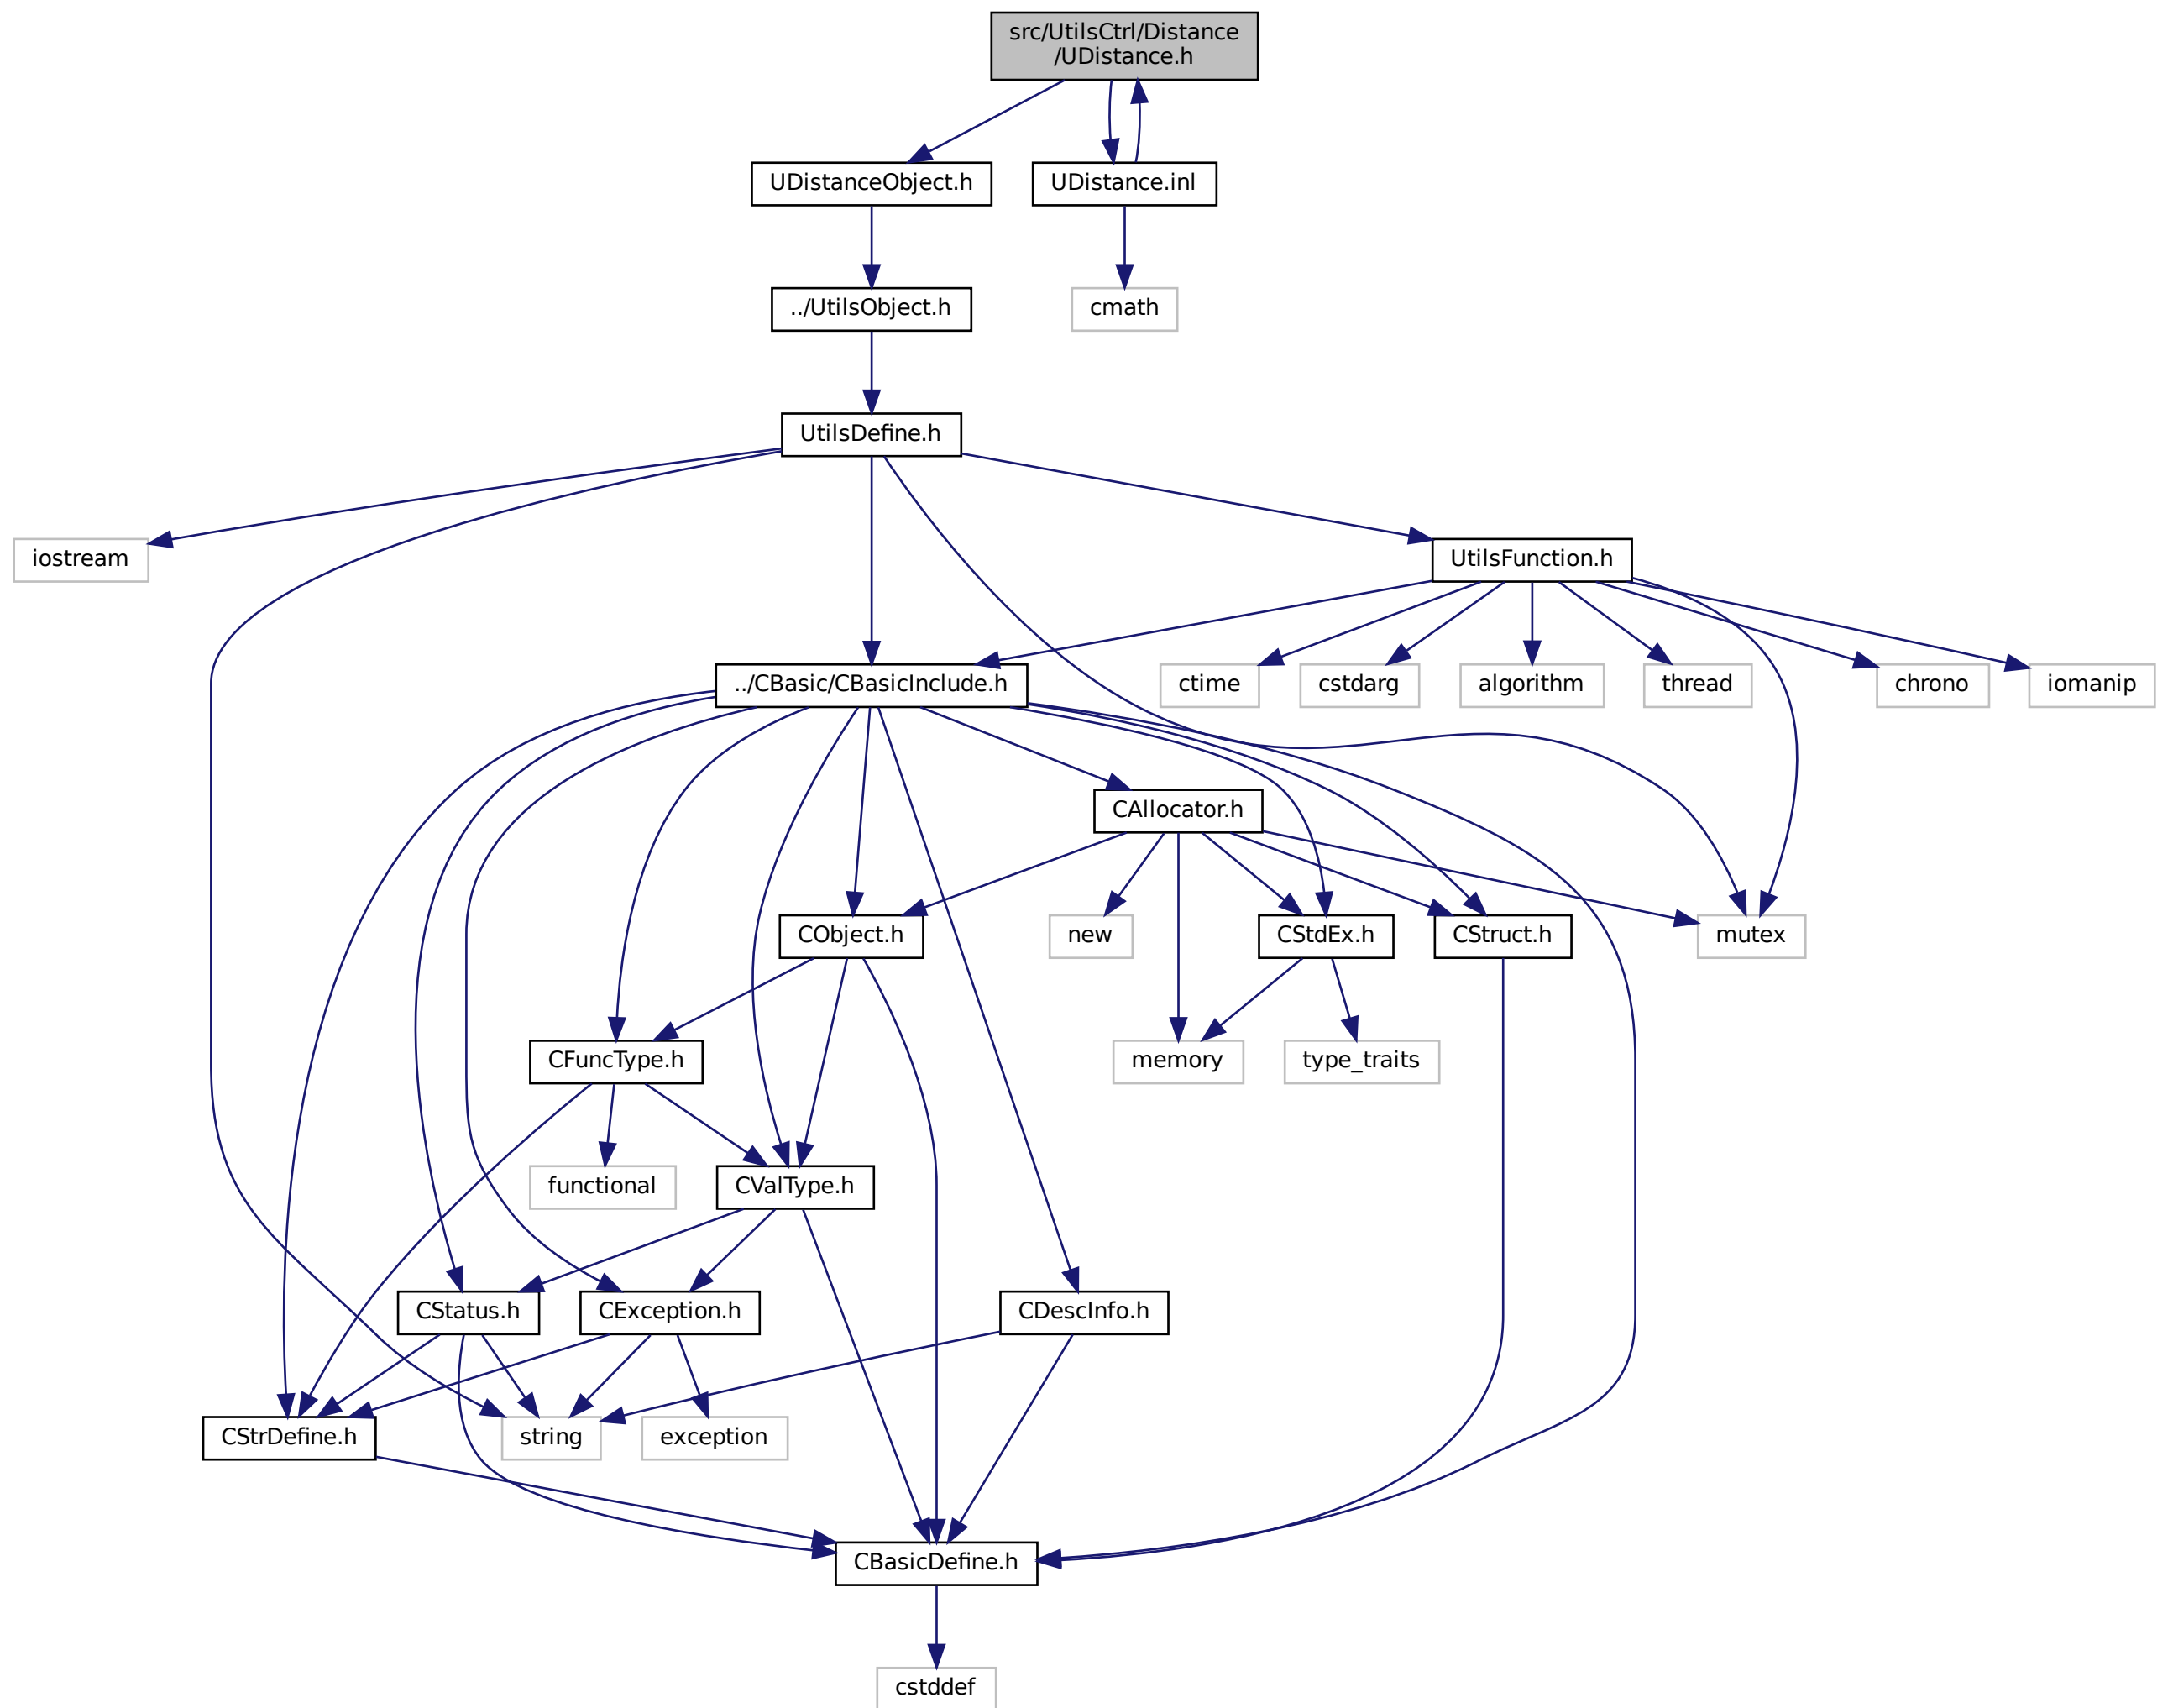 src/UtilsCtrl/Distance
/UDistance.h
UDistanceObject.h
UDistance.inl
../UtilsObject.h
cmath
UtilsDefine.h
iostream
UtilsFunction.h
../CBasic/CBasicInclude.h
ctime
cstdarg
algorithm
thread
chrono
iomanip
CAllocator.h
CObject.h
new
CStdEx.h
CStruct.h
mutex
CFuncType.h
memory
type_traits
functional
CValType.h
CStatus.h
CException.h
CDescInfo.h
CStrDefine.h
string
exception
CBasicDefine.h
cstddef